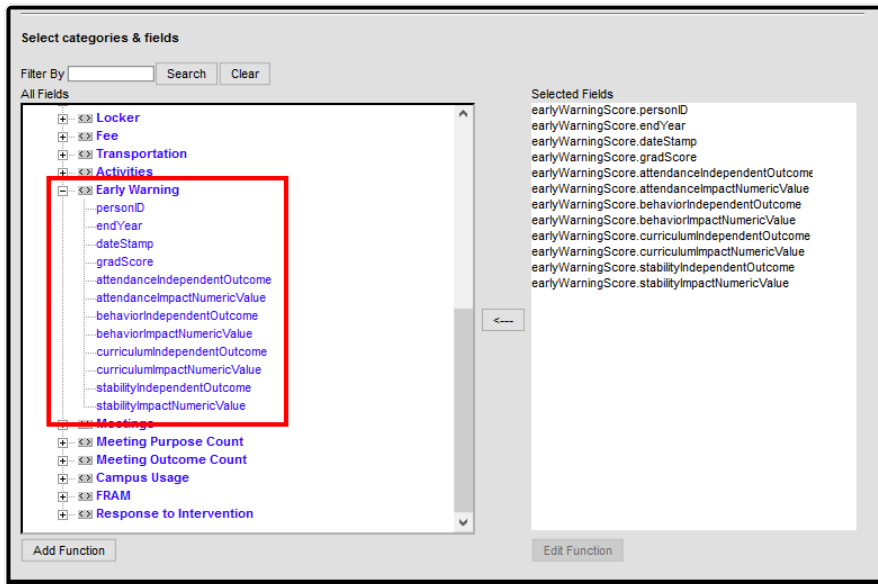 Select categories & fields
Filter By Search Clear
All Fields
Locker
Fee
Transportation
Activities
Early Warning
personID
endYear
dateStamp
gradScore
attendanceIndependentOutcome
attendanceImpactNumericValue
behaviorIndependentOutcome
behaviorImpactNumericValue
curriculumIndependentOutcome
curriculumImpactNumericValue
stabilityIndependentOutcome
stabilityImpactNumericValue
Meetings
Meeting Purpose Count
Meeting Outcome Count
Campus Usage
FRAM
Response to Intervention
Add Function
<---
Selected Fields
earlyWarningScore.personID
earlyWarningScore.endYear
earlyWarningScore.dateStamp
earlyWarningScore.gradScore
earlyWarningScore.attendanceIndependentOutcome
earlyWarningScore.attendanceImpactNumericValue
earlyWarningScore.behaviorIndependentOutcome
earlyWarningScore.behaviorImpactNumericValue
earlyWarningScore.curriculumIndependentOutcome
earlyWarningScore.curriculumImpactNumericValue
earlyWarningScore.stabilityIndependentOutcome
earlyWarningScore.stabilityImpactNumericValue
Edit Function